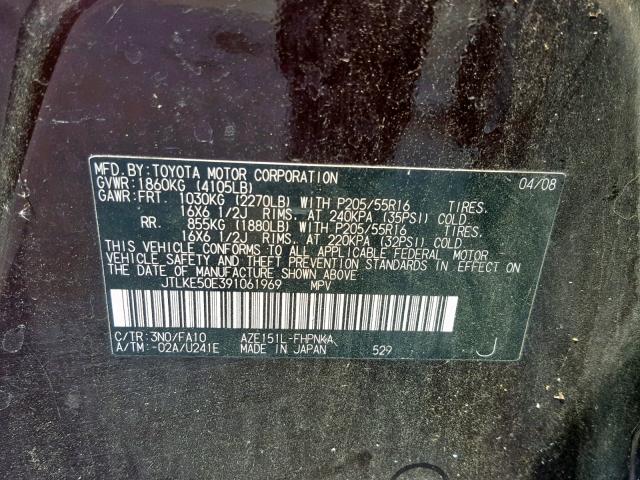 MFD.BY:TOYOTA MOTOR CORPORATION 04/08
GVWR:1860KG (4105LB)
GAWR:FRT. 1030KG (2270LB) WITH P205/55R16 TIRES.
16X6 1/2J RIMS. AT 240KPA (35PSI) COLD
RR. 855KG (1880LB) WITH P205/55R16 TIRES.
16X6 1/2J RIMS. AT 220KPA (32PSI) COLD
THIS VEHICLE CONFORMS TO ALL APPLICABLE FEDERAL MOTOR
VEHICLE SAFETY AND THEFT PREVENTION STANDARDS IN EFFECT ON
THE DATE OF MANUFACTURE SHOWN ABOVE.
JTLKE50E391061969 MPV
C/TR:3N0/FA10 AZE151L-FHPNKA
A/TM:-02A/U241E MADE IN JAPAN 529 J